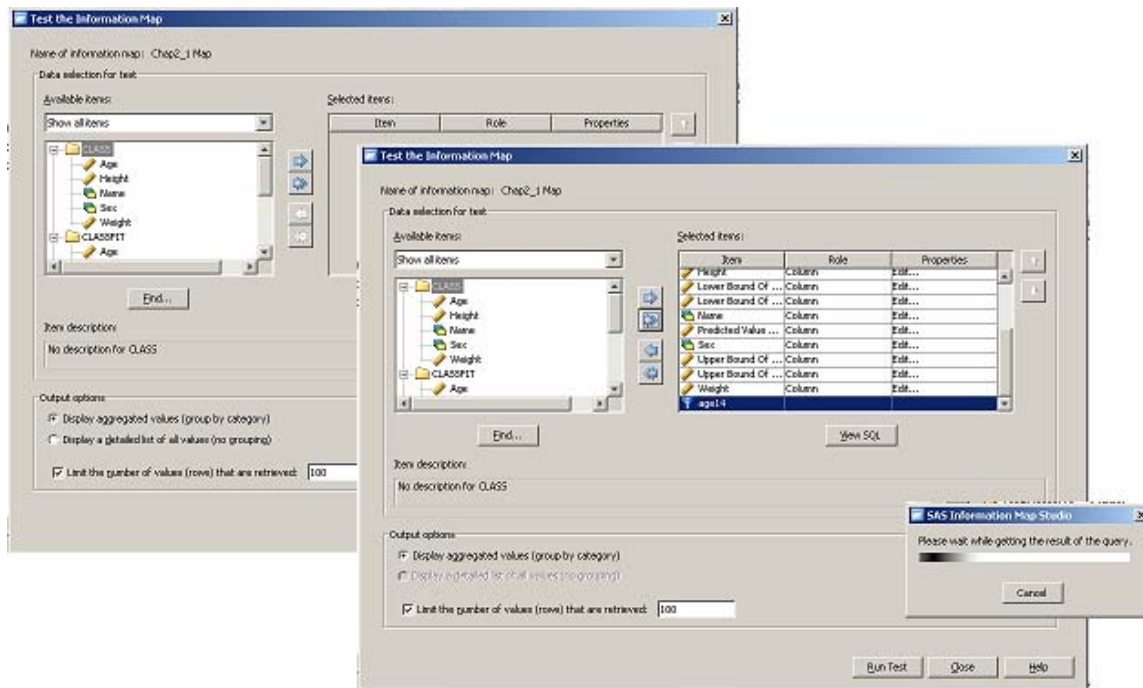 Test the Information Map
Name of information map: Chap2_1 Map
Data selection for test
Available items:
Show all items
CLASS
Age
Height
Name
Sex
Weight
CLASSFIT
Age
Find...
Item description:
No description for CLASS
Output options
Display aggregated values (group by category)
Display a detailed list of all values (no grouping)
Limit the number of values (rows) that are retrieved: 100
Selected items:
Item Role Properties
Test the Information Map
Name of information map: Chap2_1 Map
Data selection for test
Available items:
Show all items
CLASS
Age
Height
Name
Sex
Weight
CLASSFIT
Age
Find...
Selected items:
Item Role Properties
Height Column Edit...
Lower Bound Of ... Column Edit...
Lower Bound Of ... Column Edit...
Name Column Edit...
Predicted Value ... Column Edit...
Sex Column Edit...
Upper Bound Of ... Column Edit...
Upper Bound Of ... Column Edit...
Weight Column Edit...
age14
View SQL
Item description:
No description for CLASS
Output options
Display aggregated values (group by category)
Display a detailed list of all values (no grouping)
Limit the number of values (rows) that are retrieved: 100
Run Test Close Help
SAS Information Map Studio
Please wait while getting the result of the query.
Cancel